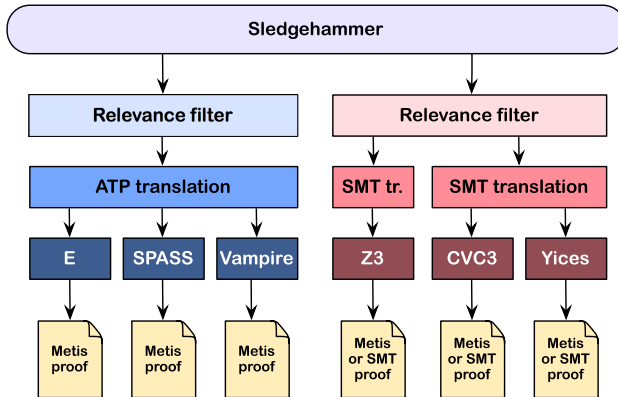 Sledgehammer
Relevance filter
Relevance filter
ATP translation
SMT tr.
SMT translation
E
SPASS
Vampire
Z3
CVC3
Yices
Metis
proof
Metis
proof
Metis
proof
Metis
or SMT
proof
Metis
or SMT
proof
Metis
or SMT
proof